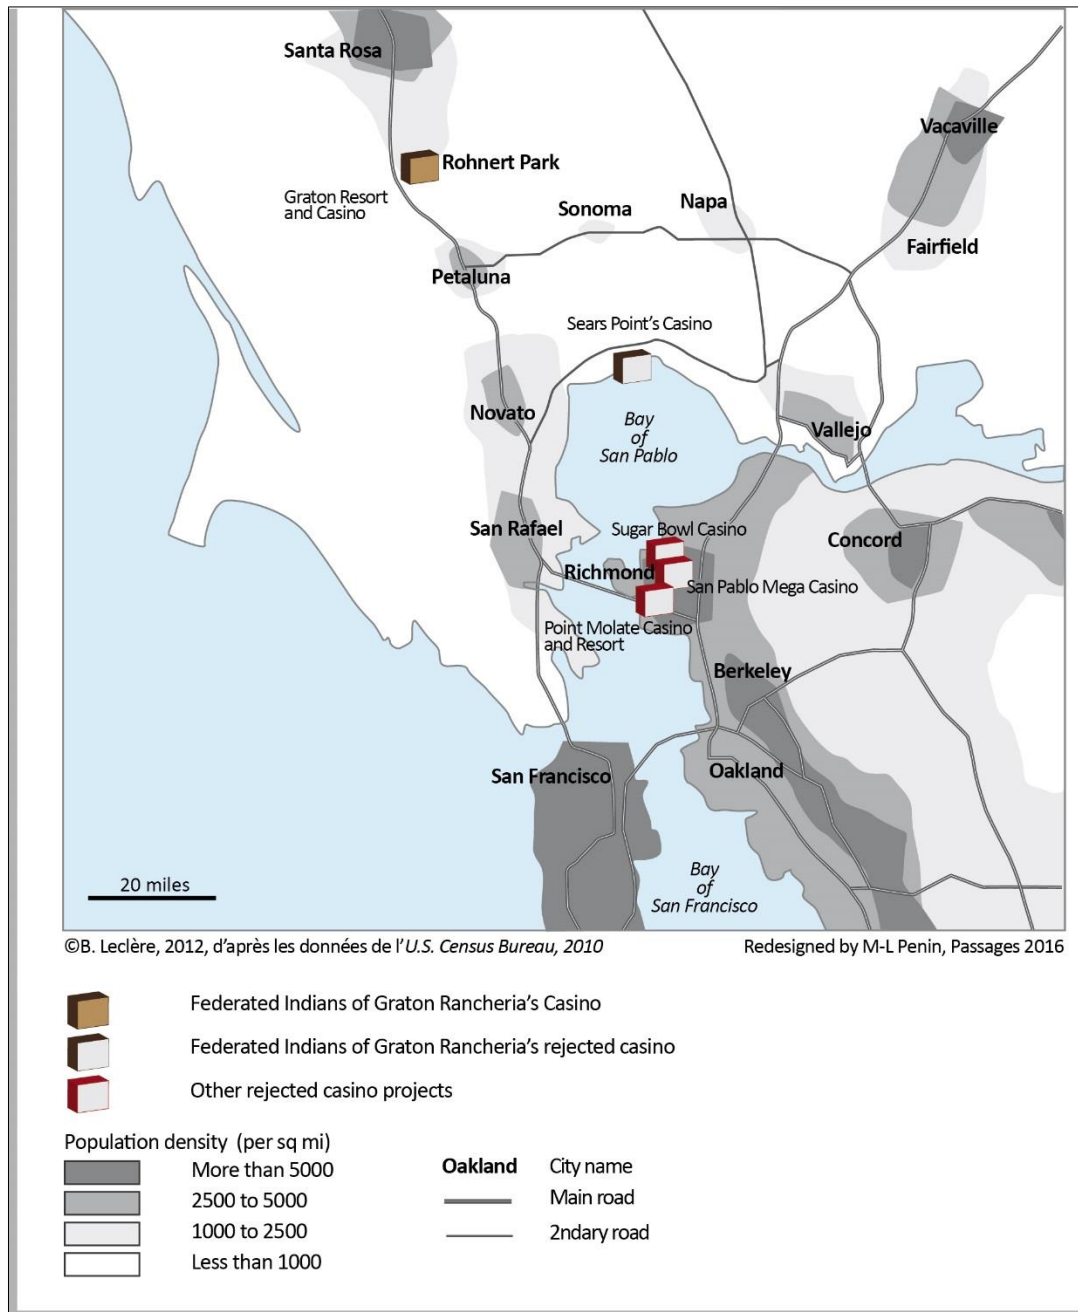 Santa Rosa
Vacaville
Rohnert Park
Graton Resort
and Casino
Sonoma
Napa
Fairfield
Petaluna
Sears Point's Casino
Novato
Bay
of
San Pablo
Vallejo
San Rafael
Sugar Bowl Casino
Concord
Richmond
San Pablo Mega Casino
Point Molate Casino
and Resort
Berkeley
San Francisco
Oakland
Bay
of
San Francisco
20 miles
©B. Leclère, 2012, d'après les données de l'U.S. Census Bureau, 2010
Redesigned by M-L Penin, Passages 2016
Federated Indians of Graton Rancheria's Casino
Federated Indians of Graton Rancheria's rejected casino
Other rejected casino projects
Population density (per sq mi)
More than 5000
2500 to 5000
1000 to 2500
Less than 1000
Oakland City name
Main road
2ndary road